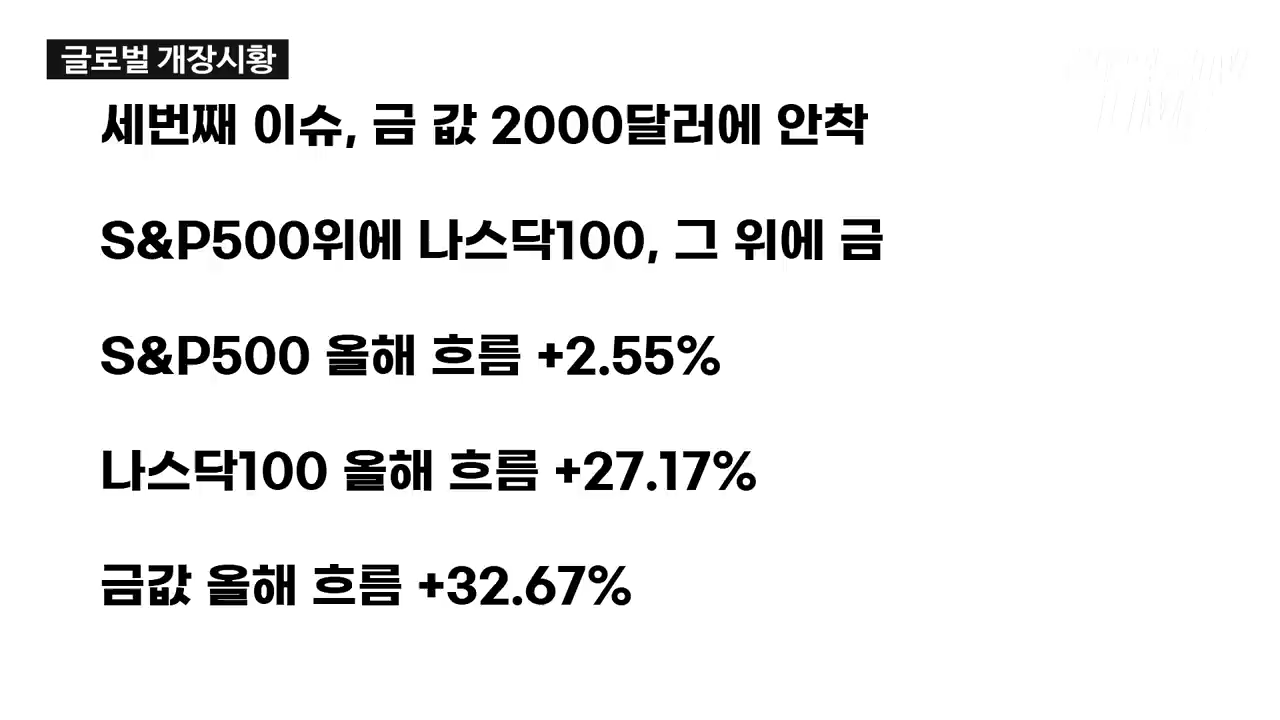 글로벌 개장시황
세번째 이슈, 금 값 2000달러에 안착
S&P500위에 나스닥100, 그 위에 금
S&P500 올해 흐름 +2.55%
나스닥100 올해 흐름 +27.17%
금값 올해 흐름 +32.67%